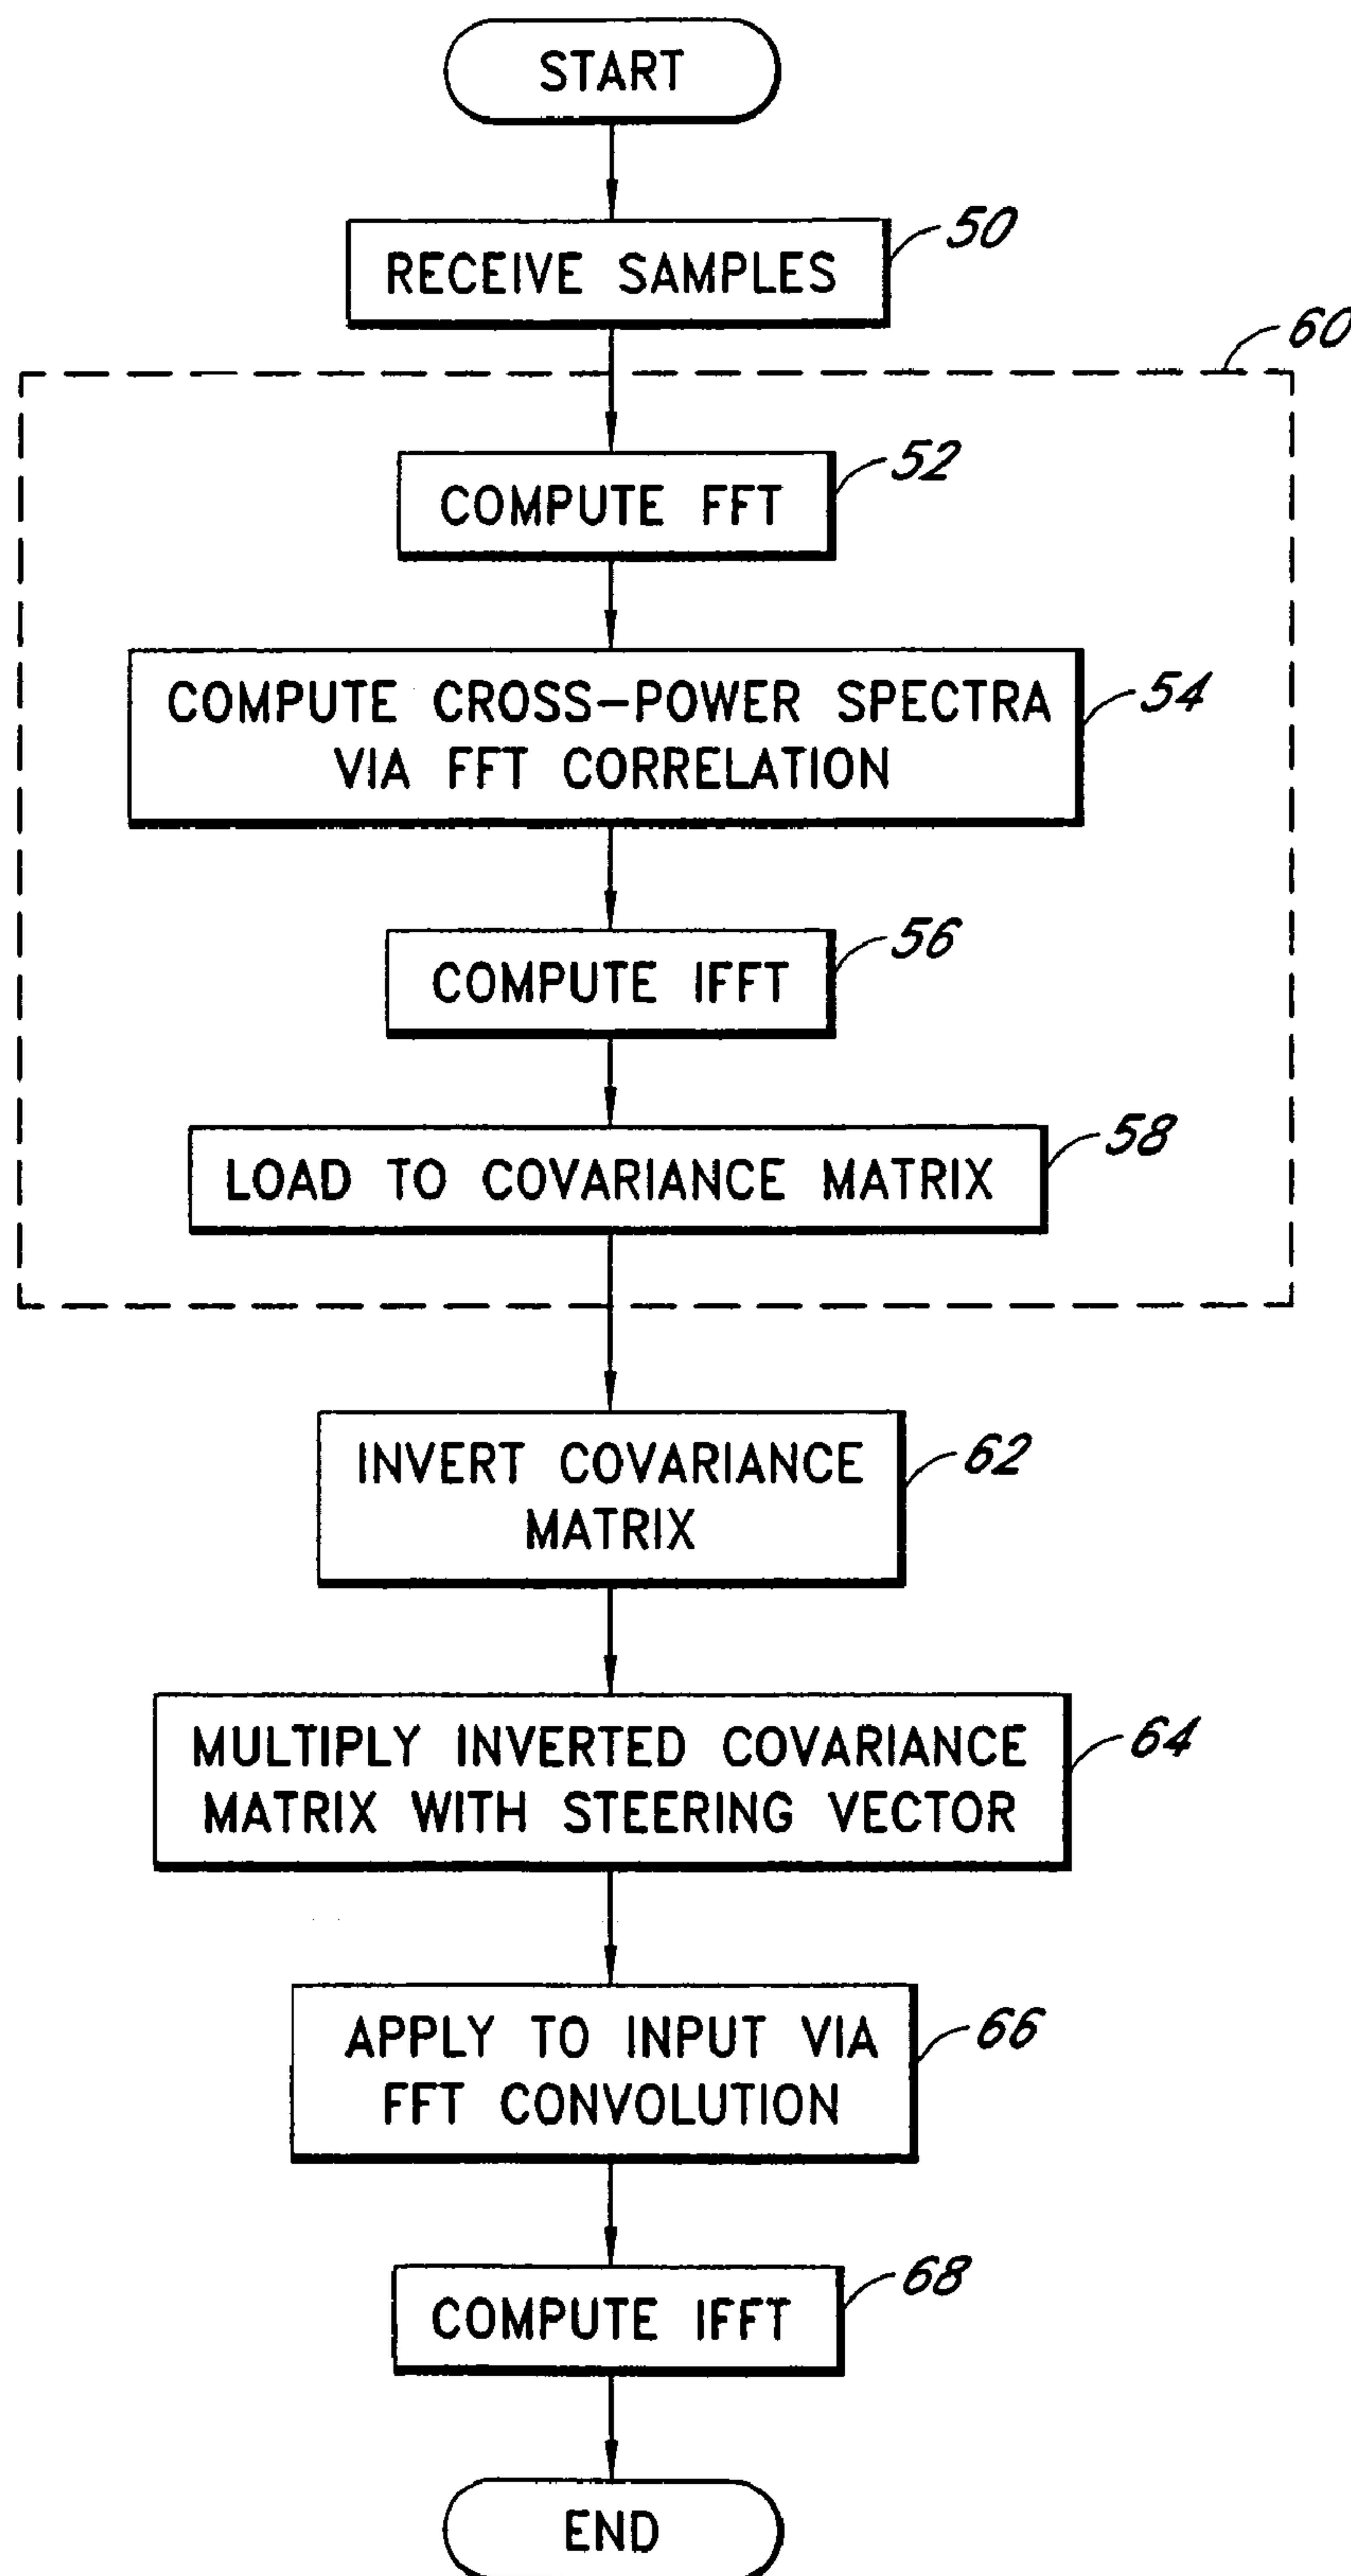 START
RECEIVE SAMPLES
50
60
COMPUTE FFT
52
COMPUTE CROSS-POWER SPECTRA
VIA FFT CORRELATION
54
COMPUTE IFFT
56
LOAD TO COVARIANCE MATRIX
58
INVERT COVARIANCE
MATRIX
62
MULTIPLY INVERTED COVARIANCE
MATRIX WITH STEERING VECTOR
64
APPLY TO INPUT VIA
FFT CONVOLUTION
66
COMPUTE IFFT
68
END